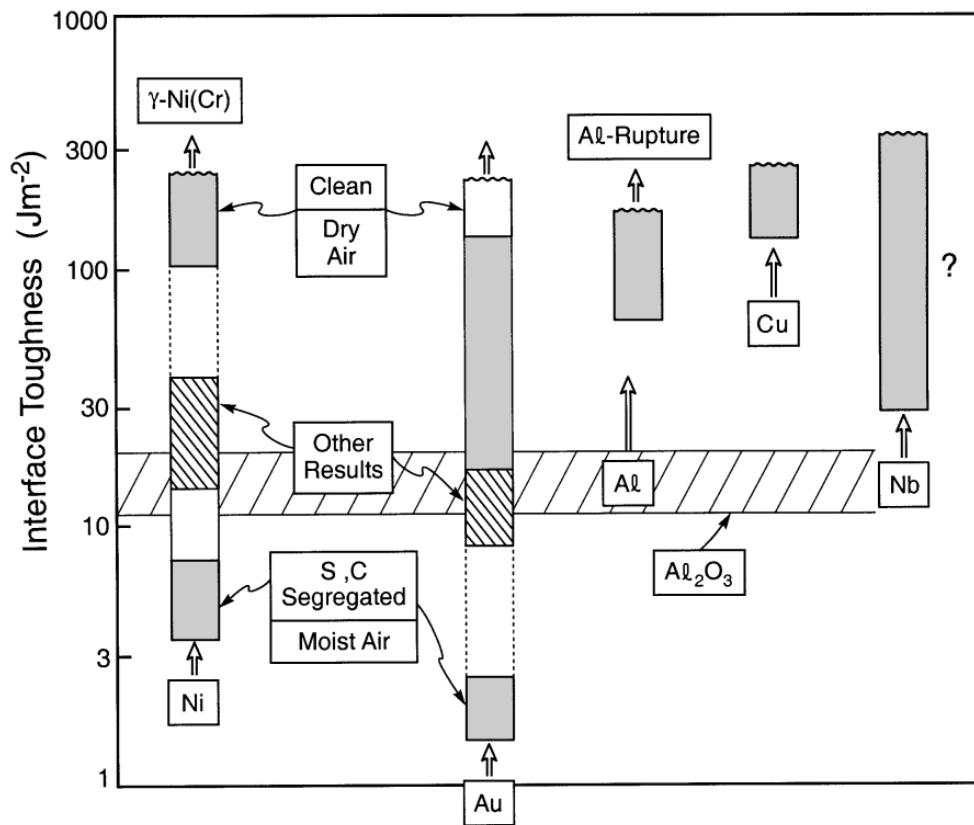 Interface Toughness (Jm⁻²)
1000
300
100
30
10
3
1
γ-Ni(Cr)
Clean
Dry
Air
Aℓ-Rupture
Cu
?
Other
Results
Aℓ
Nb
Aℓ₂O₃
S ,C
Segregated
Moist Air
Ni
Au